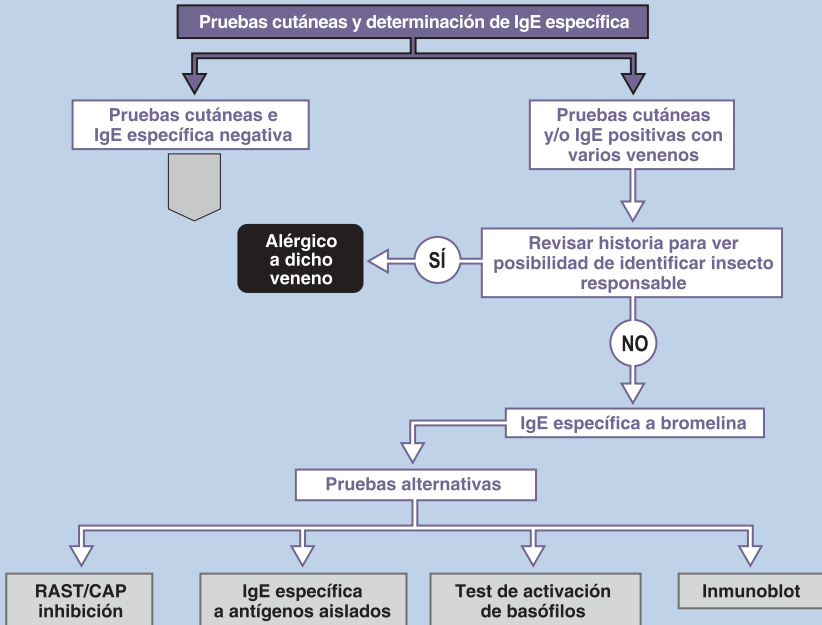 Pruebas cutáneas y determinación de IgE específica
Pruebas cutáneas e
IgE específica negativa
Pruebas cutáneas
y/o IgE positivas con
varios venenos
Alérgico
a dicho
veneno
SÍ
Revisar historia para ver
posibilidad de identificar insecto
responsable
NO
IgE específica a bromelina
Pruebas alternativas
RAST/CAP
inhibición
IgE específica
a antígenos aislados
Test de activación
de basófilos
Inmunoblot